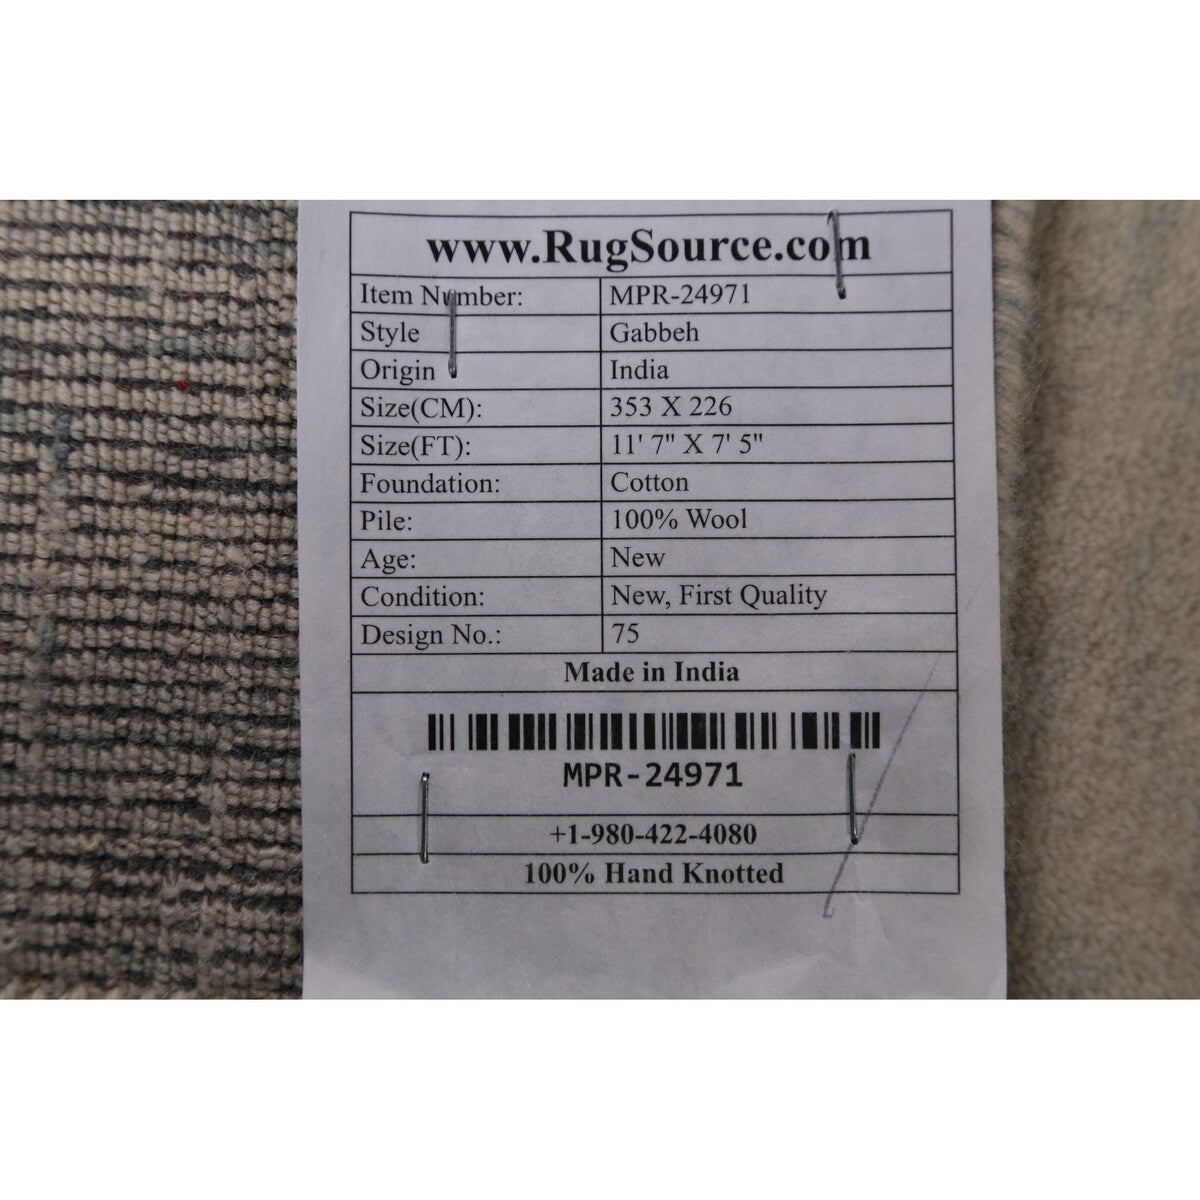 www.RugSource.com
Item Number: MPR-24971
Style Gabbeh
Origin India
Size(CM): 353 X 226
Size(FT): 11' 7" X 7' 5"
Foundation: Cotton
Pile: 100% Wool
Age: New
Condition: New, First Quality
Design No.: 75
Made in India
MPR-24971
+1-980-422-4080
100% Hand Knotted